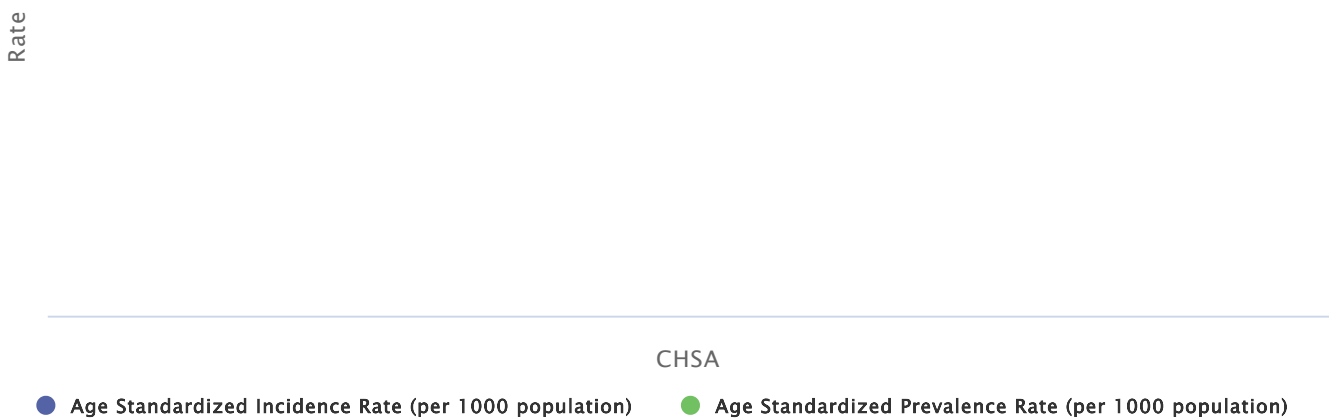 Rate
CHSA
Age Standardized Incidence Rate (per 1000 population)
Age Standardized Prevalence Rate (per 1000 population)